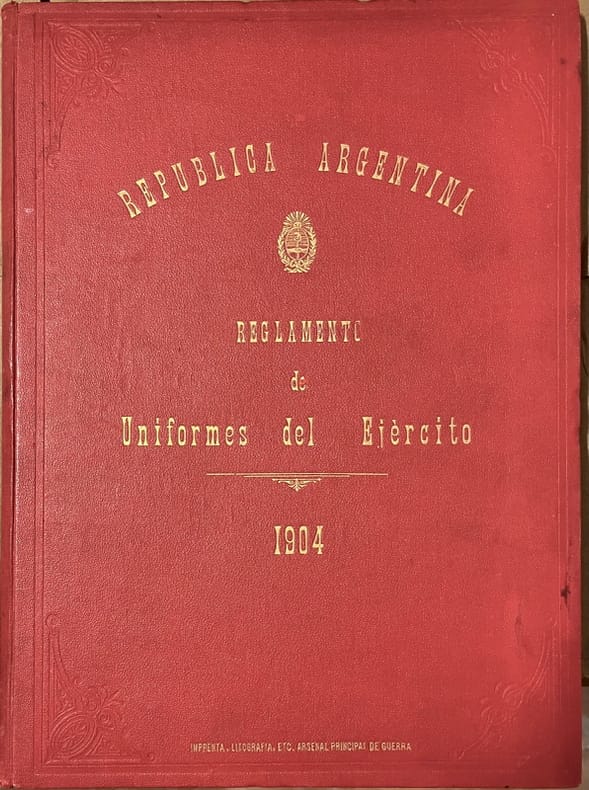 REPUBLICA ARGENTINA
REGLAMENTO
de
Uniformes del Ejèrcito
1904
IMPRENTA, LITOGRAFIA, ETC. ARSENAL PRINCIPAL DE GUERRA